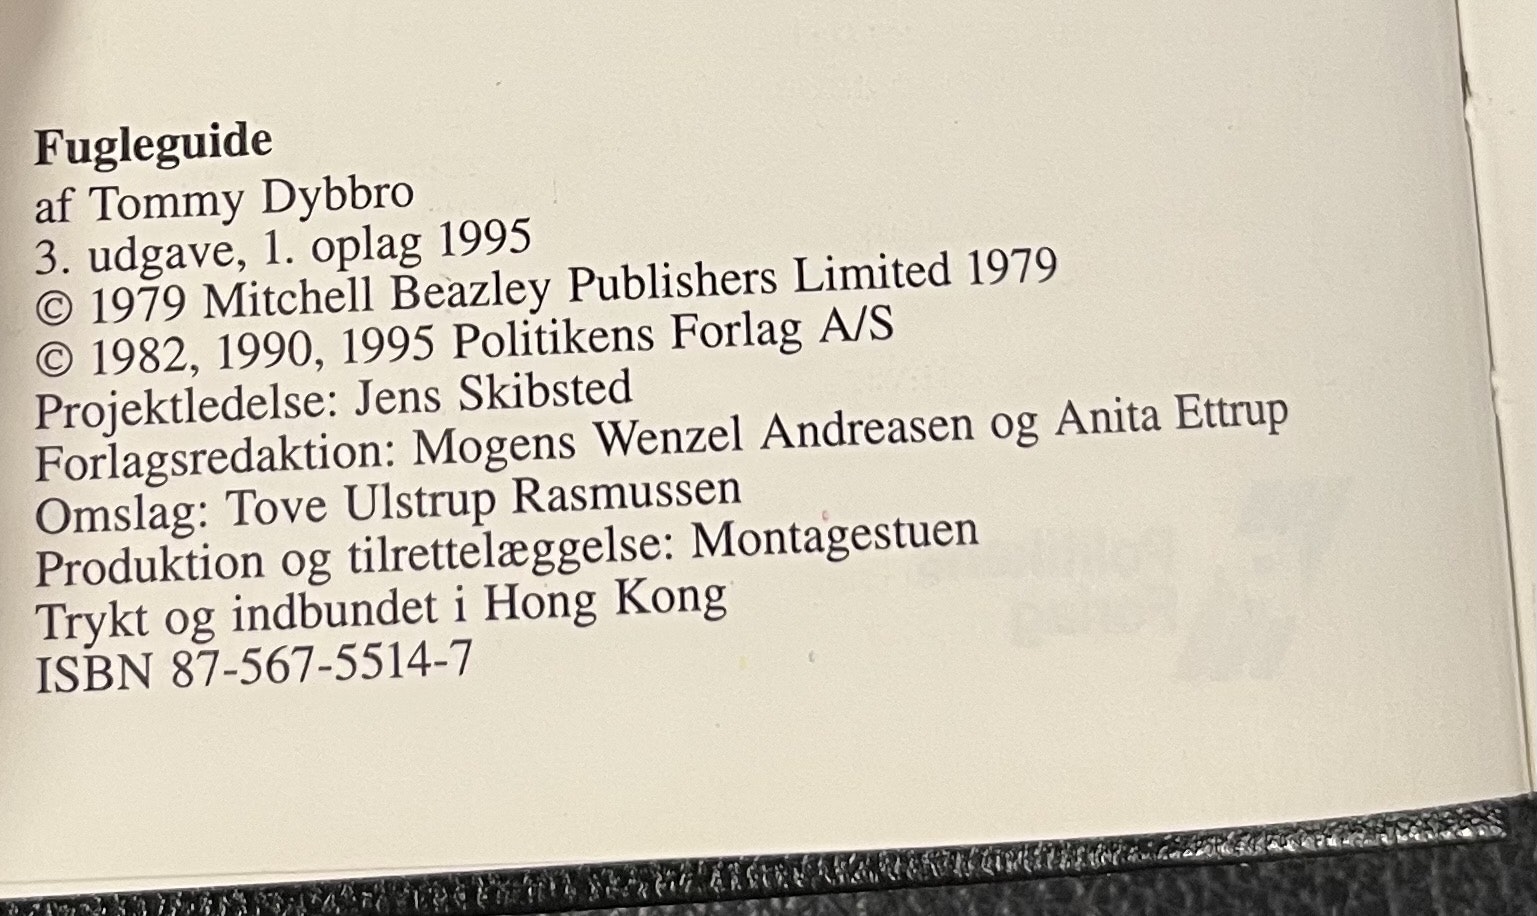 Fugleguide
af Tommy Dybbro
3. udgave, 1. oplag 1995
© 1979 Mitchell Beazley Publishers Limited 1979
© 1982, 1990, 1995 Politikens Forlag A/S
Projektledelse: Jens Skibsted
Forlagsredaktion: Mogens Wenzel Andreasen og Anita Ettrup
Omslag: Tove Ulstrup Rasmussen
Produktion og tilrettelæggelse: Montagestuen
Trykt og indbundet i Hong Kong
ISBN 87-567-5514-7